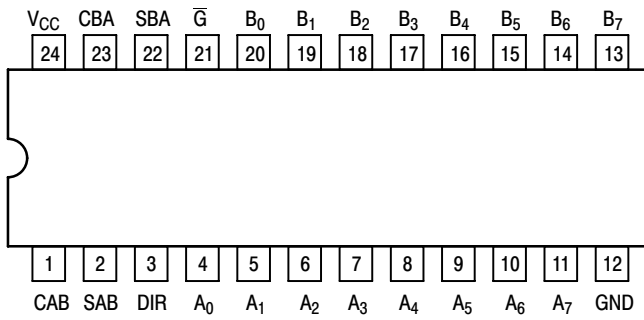 V₍CC₎ CBA SBA G̅ B₀ B₁ B₂ B₃ B₄ B₅ B₆ B₇
24 23 22 21 20 19 18 17 16 15 14 13
1 2 3 4 5 6 7 8 9 10 11 12
CAB SAB DIR A₀ A₁ A₂ A₃ A₄ A₅ A₆ A₇ GND